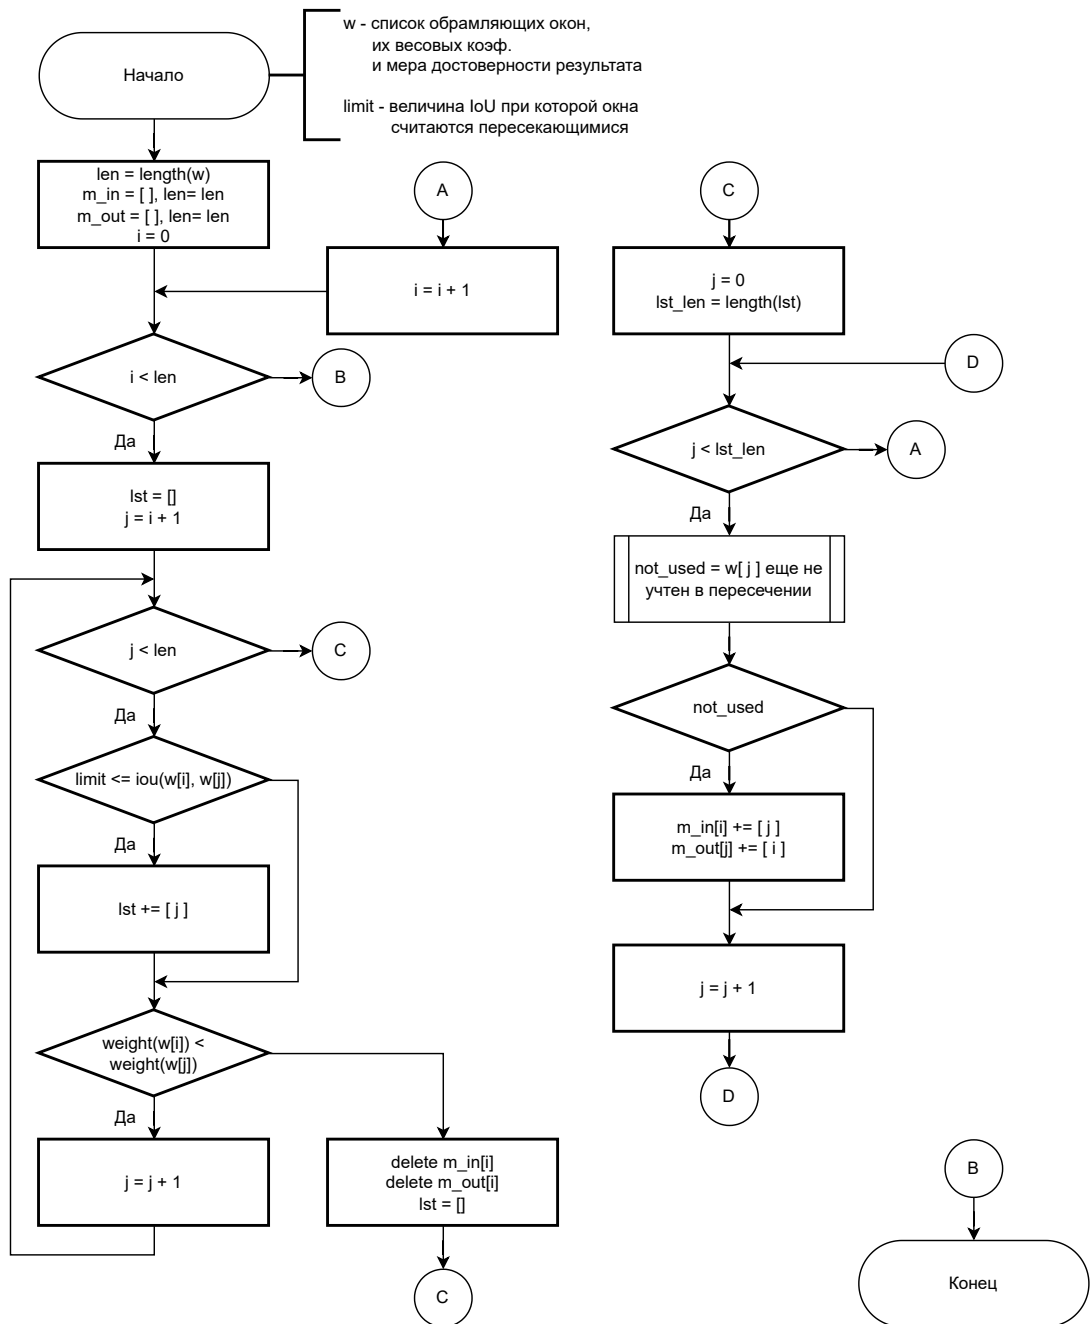 w - список обрамляющих окон,
их весовых коэф.
и мера достоверности результата
limit - величина IoU при которой окна
считаются пересекающимися
Начало
len = length(w)
m_in = [ ], len= len
m_out = [ ], len= len
i = 0
A
i = i + 1
i < len
B
Да
lst = []
j = i + 1
j < len
C
Да
limit <= iou(w[i], w[j])
Да
lst += [ j ]
weight(w[i]) <
weight(w[j])
Да
j = j + 1
delete m_in[i]
delete m_out[i]
lst = []
C
C
j = 0
lst_len = length(lst)
D
j < lst_len
A
Да
not_used = w[ j ] еще не
учтен в пересечении
not_used
Да
m_in[i] += [ j ]
m_out[j] += [ i ]
j = j + 1
D
B
Конец